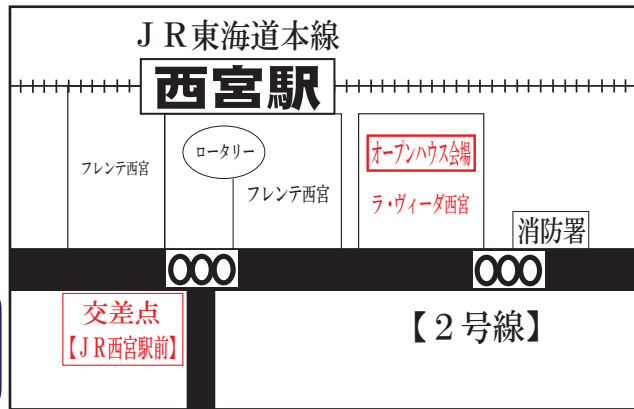 ＪＲ東海道本線
西宮駅
ロータリー
フレンテ西宮
フレンテ西宮
オープンハウス会場
ラ・ヴィーダ西宮
消防署
交差点
【ＪＲ西宮駅前】
【２号線】